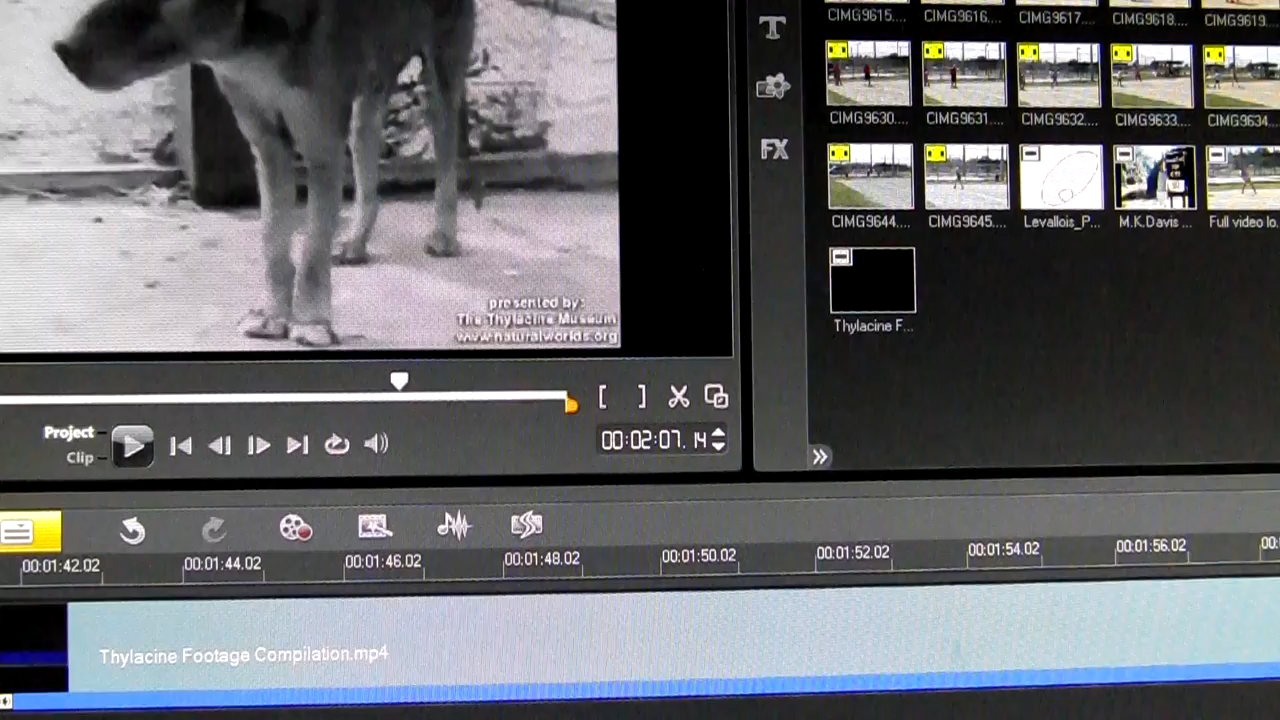 presented by:
The Thylacine Museum
www.naturalworlds.org
Project
Clip
00:02:07. 14
T
FX
CIMG9615....
CIMG9616....
CIMG9617....
CIMG9618....
CIMG9619
CIMG9630....
CIMG9631....
CIMG9632....
CIMG9633....
CIMG9634
CIMG9644....
CIMG9645....
Levallois_P...
M.K.Davis ...
Full video lo.
Thylacine F...
00:01:42.02
00:01:44.02
00:01:46.02
00:01:48.02
00:01:50.02
00:01:52.02
00:01:54.02
00:01:56.02
00:
Thylacine Footage Compilation.mp4